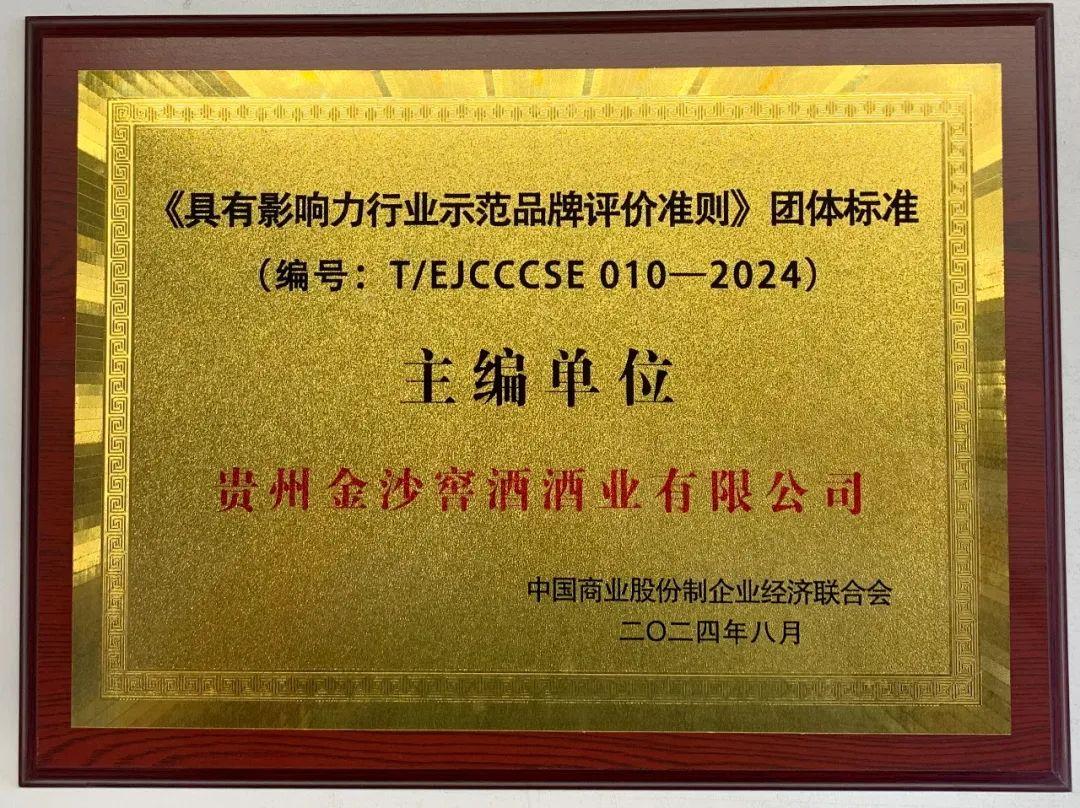 《具有影响力行业示范品牌评价准则》团体标准
（编号：T/EJCCCSE 010—2024）
主编单位
贵州金沙窖酒酒业有限公司
中国商业股份制企业经济联合会
二〇二四年八月